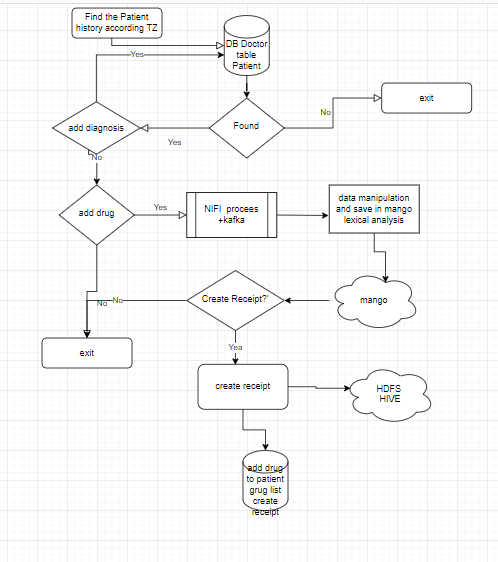 Find the Patient
history according TZ
DB Doctor
table
Patient
Yes
Found
No
exit
Yes
add diagnosis
No
add drug
Yes
NIFI procees
+kafka
data manipulation
and save in mango
lexical analysis
mango
Create Receipt?'
No
No
exit
Yea
create receipt
HDFS
HIVE
add drug
to patient
grug list
create
receipt